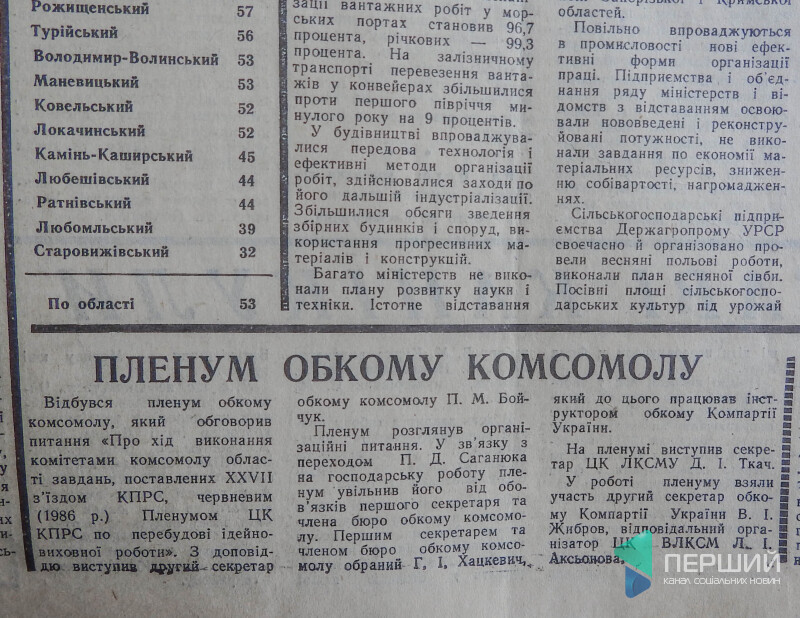 Рожищенський 57
Турійський 56
Володимир-Волинський 53
Маневицький 53
Ковельський 52
Локачинський 52
Камінь-Каширський 45
Любешівський 44
Ратнівський 44
Любомльський 39
Старовижівський 32
По області 53
зації вантажних робіт у мор-
ських портах становив 96,7
процента, річкових — 99,3
процента. На залізничному
транспорті перевезення ванта-
жів у конвейєрах збільшилися
проти першого півріччя ми-
нулого року на 9 процентів.
У будівництві впроваджува-
лися передова технологія і
ефективні методи організації
робіт, здійснювалися заходи по
його дальшій індустріалізації.
Збільшилися обсяги зведення
збірних будинків і споруд, ви-
користання прогресивних ма-
теріалів і конструкцій.
Багато міністерств не вико-
нали плану розвитку науки і
техніки. Істотне відставання
областей.
Повільно впроваджуються
в промисловості нові ефек-
тивні форми організації
праці. Підприємства і об'єд-
нання ряду міністерств і ві-
домств з відставанням освою-
вали нововведені і реконстру-
йовані потужності, не вико-
нали завдання по економії ма-
теріальних ресурсів, знижен-
ню собівартості, нагромаджен-
нях.
Сільськогосподарські підпри-
ємства Держагропрому УРСР
своєчасно й організовано про-
вели весняні польові роботи,
виконали план весняної сівби.
Посівні площі сільськогоспо-
дарських культур під урожай
ПЛЕНУМ ОБКОМУ КОМСОМОЛУ
Відбувся пленум обкому
комсомолу, який обговорив
питання «Про хід виконання
комітетами комсомолу облас-
ті завдань, поставлених XXVII
з'їздом КПРС, червневим
(1986 р.) Пленумом ЦК
КПРС по перебудові ідейно-
виховної роботи». З доповід-
дю виступив другий секретар
обкому комсомолу П. М. Бой-
чук.
Пленум розглянув органі-
заційні питання. У зв'язку з
переходом П. Д. Саганюка
на господарську роботу пле-
нум увільнив його від обо-
в'язків першого секретаря та
члена бюро обкому комсомо-
лу. Першим секретарем та
членом бюро обкому комсо-
молу обраний Г. І. Хацкевич,
який до цього працював інст-
руктором обкому Компартії
України.
На пленумі виступив секре-
тар ЦК ЛКСМУ Д. І. Ткач.
У роботі пленуму взяли
участь другий секретар обко-
му Компартії України В. І.
Жибров, відповідальний орга-
нізатор ЦК ВЛКСМ Л. І.
Аксьонова.
ПЕРШИЙ
КАНАЛ СОЦІАЛЬНИХ НОВИН